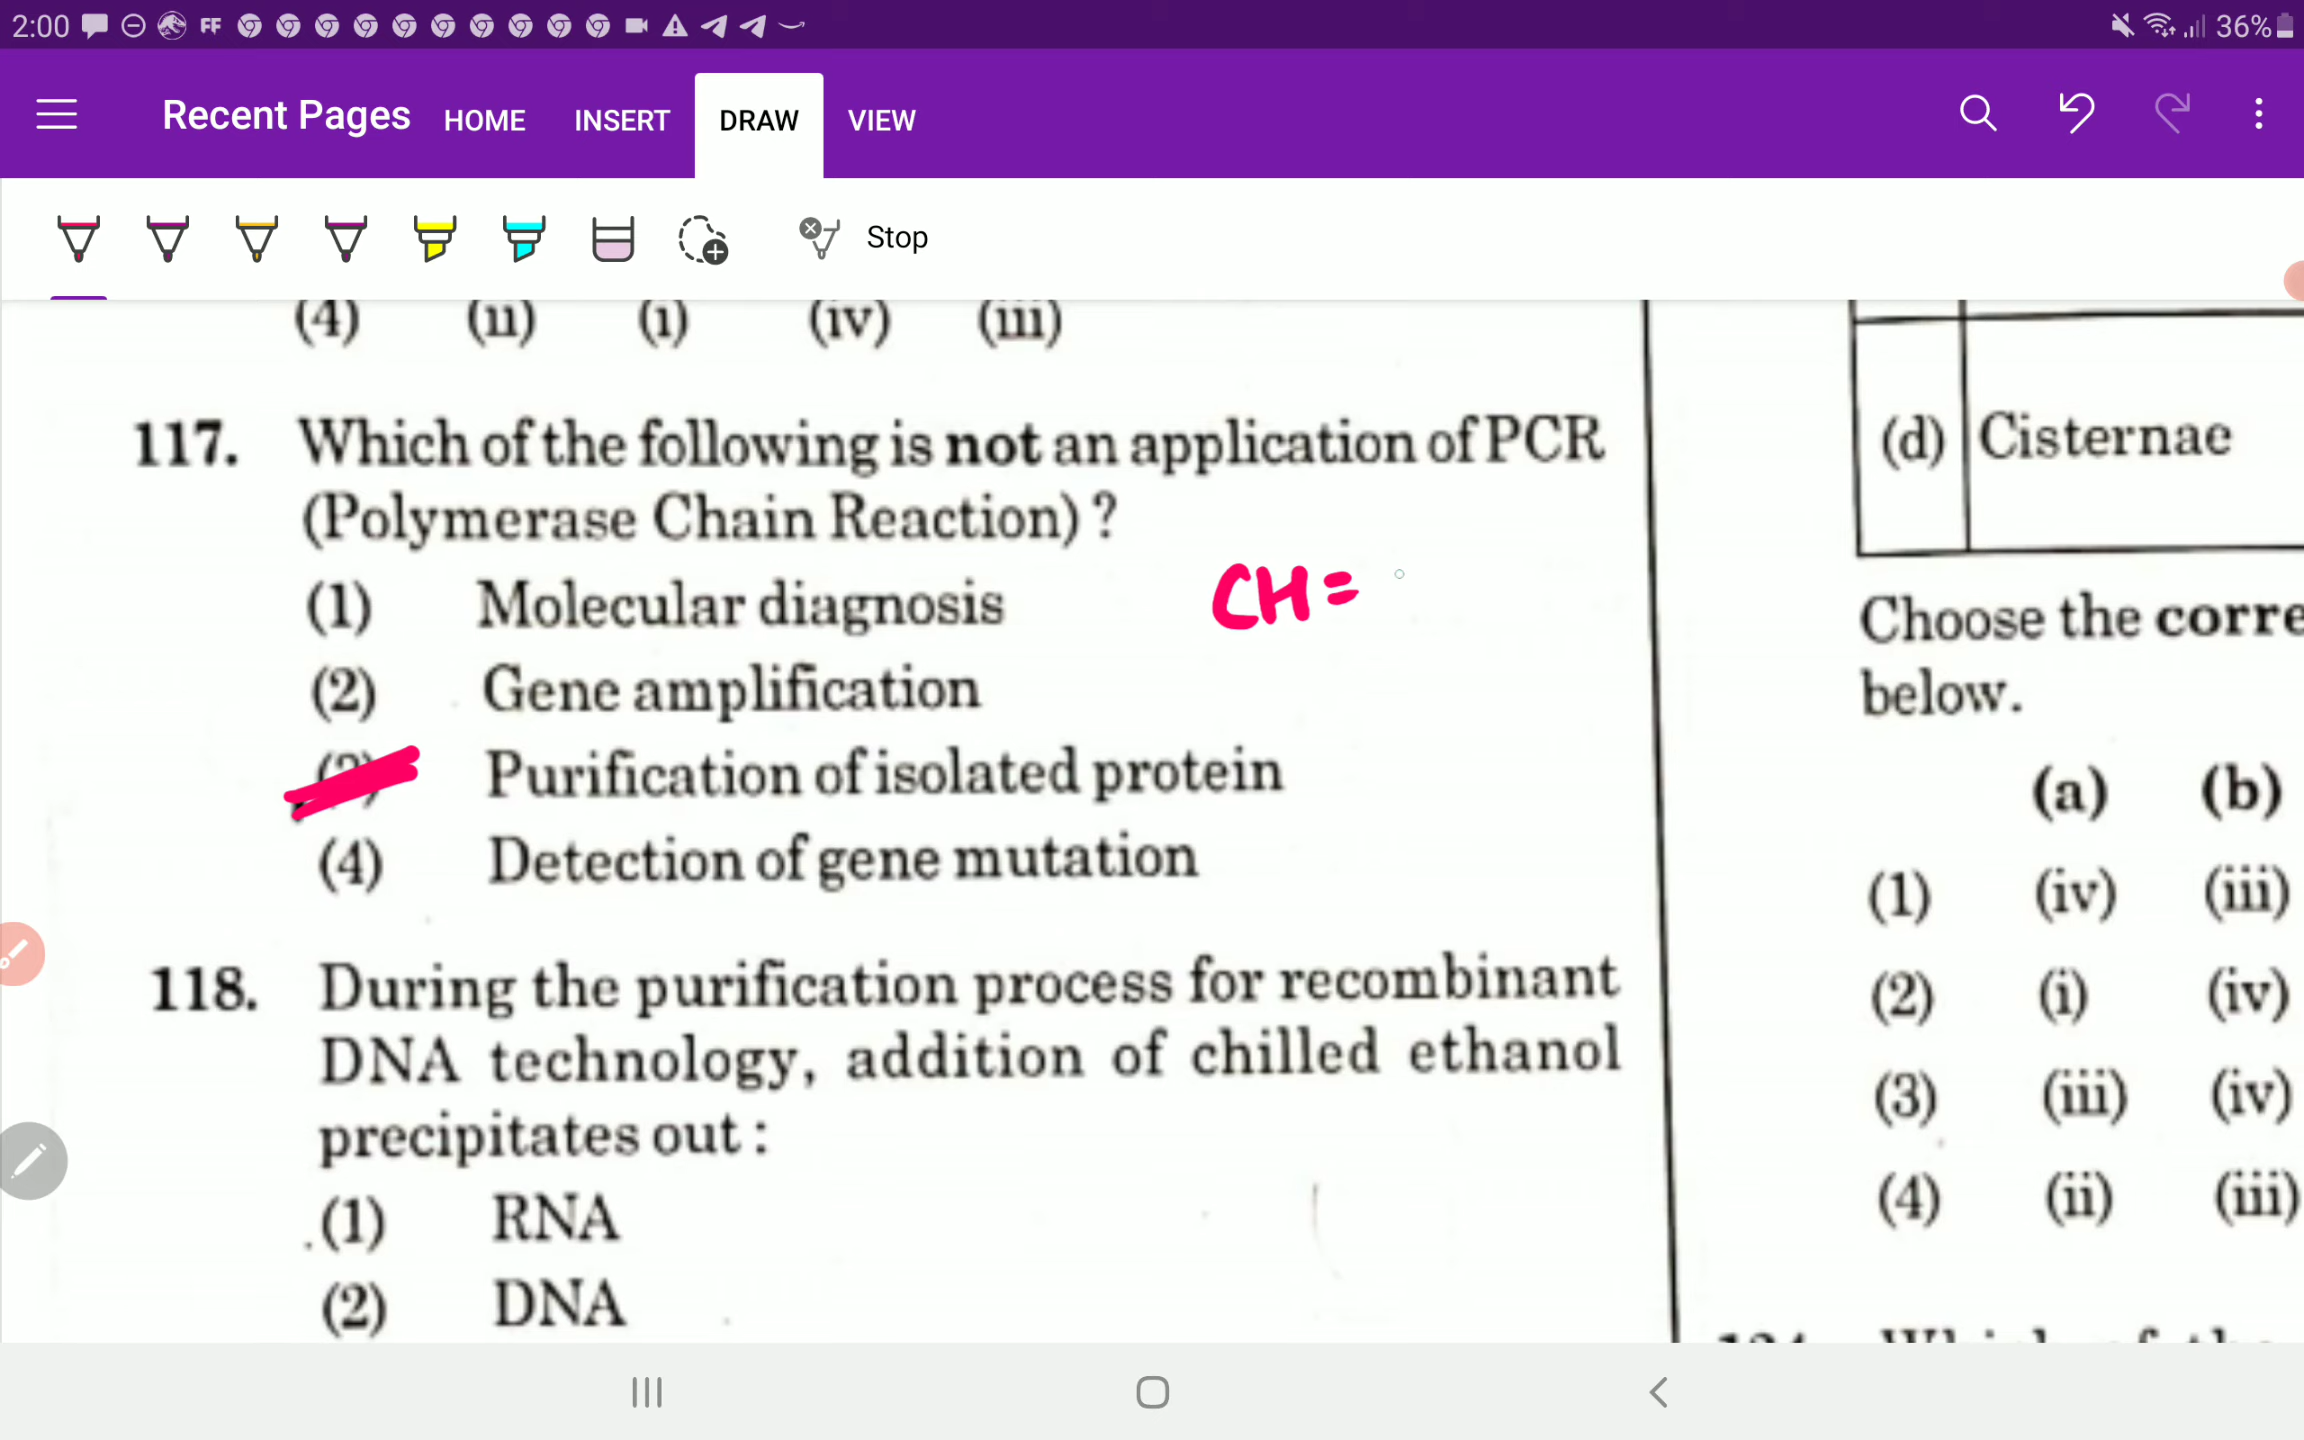 2:00 FF 36%
Recent Pages HOME INSERT DRAW VIEW
Stop
(4) (ii) (i) (iv) (iii)
117. Which of the following is not an application of PCR
(Polymerase Chain Reaction) ?
(1) Molecular diagnosis
CH=
(2) Gene amplification
(3) Purification of isolated protein
(4) Detection of gene mutation
118. During the purification process for recombinant
DNA technology, addition of chilled ethanol
precipitates out :
(1) RNA
(2) DNA
(d) Cisternae
Choose the corre
below.
(a) (b)
(1) (iv) (iii)
(2) (i) (iv)
(3) (iii) (iv)
(4) (ii) (iii)